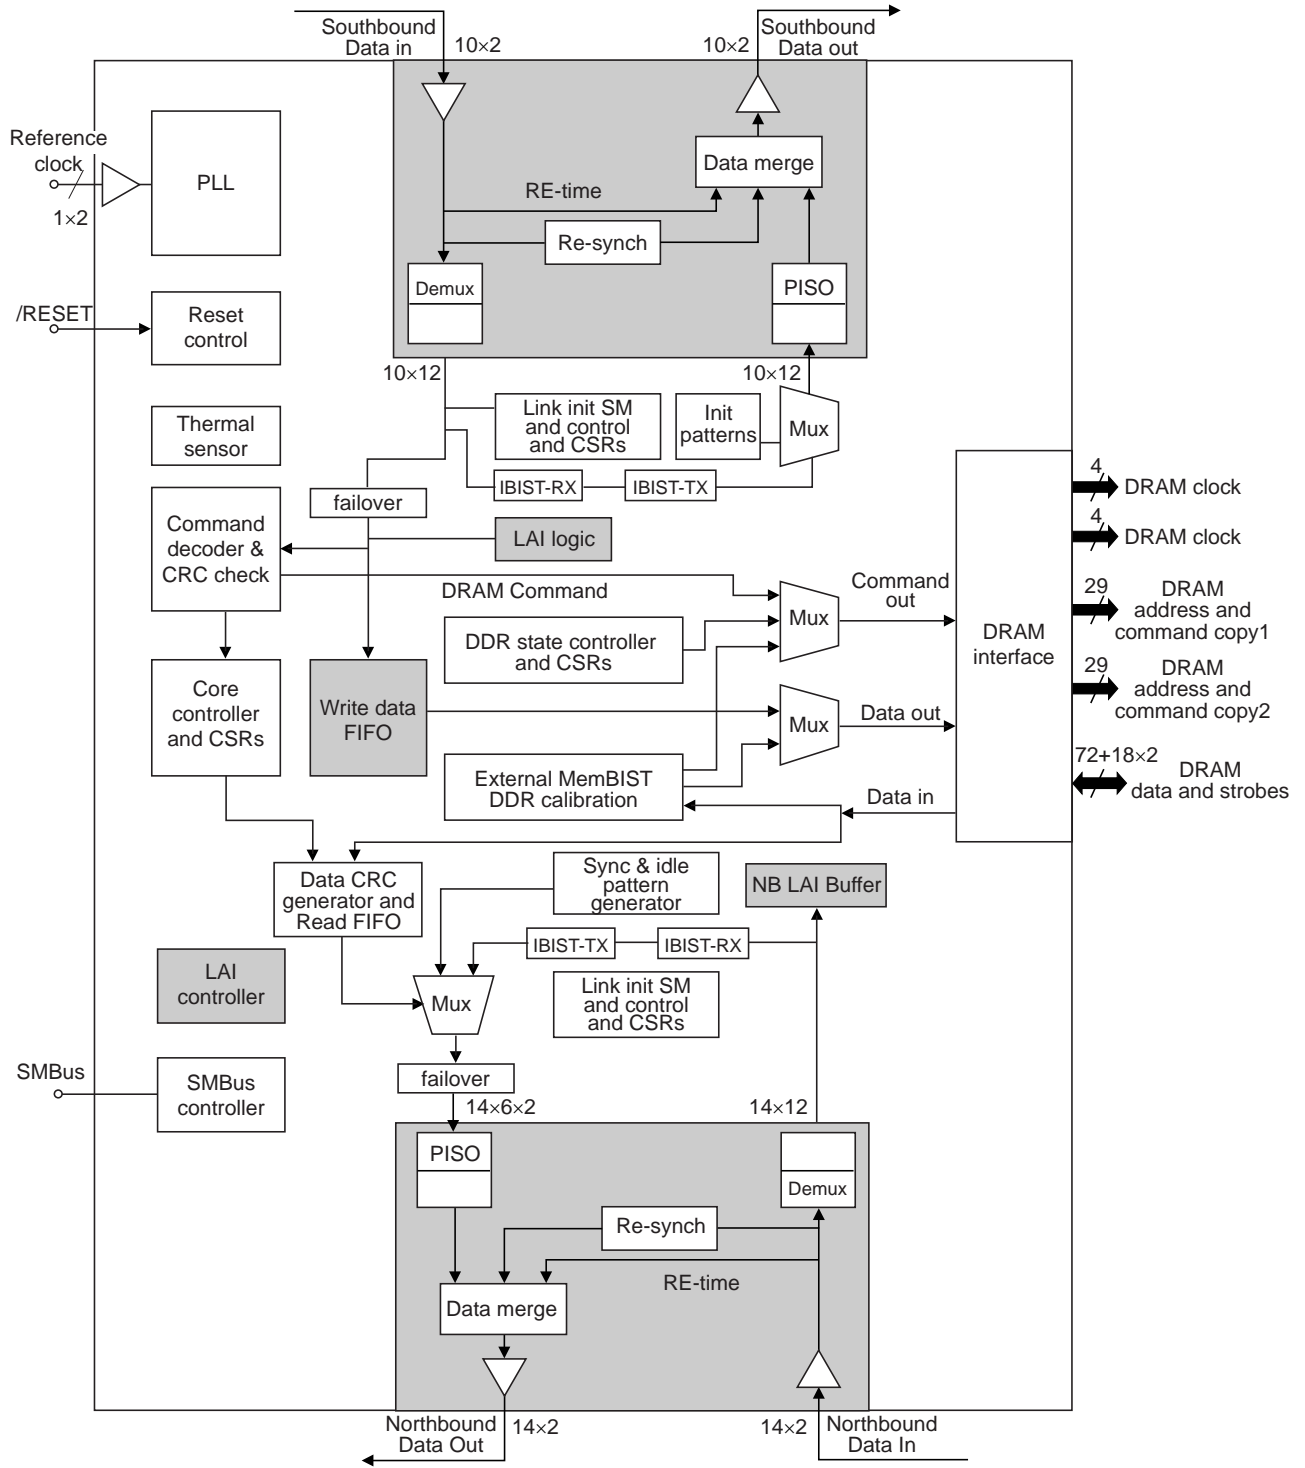 Southbound
Data in
10×2
10×2
Southbound
Data out
Reference
clock
1×2
PLL
Data merge
RE-time
Re-synch
Demux
PISO
/RESET
Reset
control
10×12
10×12
Thermal
sensor
Link init SM
and control
and CSRs
Init
patterns
Mux
IBIST-RX
IBIST-TX
failover
Command
decoder &
CRC check
LAI logic
DRAM Command
DDR state controller
and CSRs
Mux
Command
out
DRAM
interface
4
DRAM clock
4
DRAM clock
29
DRAM
address and
command copy1
29
DRAM
address and
command copy2
72+18×2
DRAM
data and strobes
Core
controller
and CSRs
Write data
FIFO
Mux
Data out
External MemBIST
DDR calibration
Data in
Data CRC
generator and
Read FIFO
Sync & idle
pattern
generator
NB LAI Buffer
IBIST-TX
IBIST-RX
LAI
controller
Mux
Link init SM
and control
and CSRs
SMBus
SMBus
controller
failover
14×6×2
14×12
PISO
Demux
Re-synch
RE-time
Data merge
Northbound
Data Out
14×2
14×2
Northbound
Data In